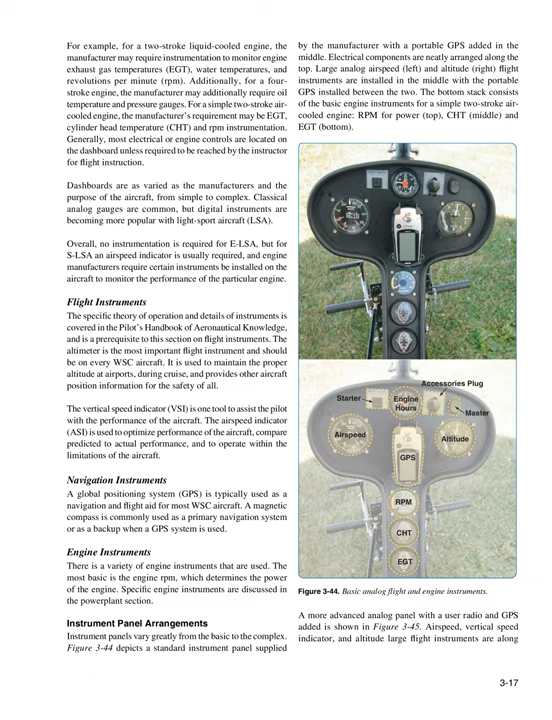 For example, for a two-stroke liquid-cooled engine, the
manufacturer may require instrumentation to monitor engine
exhaust gas temperatures (EGT), water temperatures, and
revolutions per minute (rpm). Additionally, for a four-
stroke engine, the manufacturer may additionally require oil
temperature and pressure gauges. For a simple two-stroke air-
cooled engine, the manufacturer's requirement may be EGT,
cylinder head temperature (CHT) and rpm instrumentation.
Generally, most electrical or engine controls are located on
the dashboard unless required to be reached by the instructor
for flight instruction.
Dashboards are as varied as the manufacturers and the
purpose of the aircraft, from simple to complex. Classical
analog gauges are common, but digital instruments are
becoming more popular with light-sport aircraft (LSA).
Overall, no instrumentation is required for E-LSA, but for
S-LSA an airspeed indicator is usually required, and engine
manufacturers require certain instruments be installed on the
aircraft to monitor the performance of the particular engine.
Flight Instruments
The specific theory of operation and details of instruments is
covered in the Pilot's Handbook of Aeronautical Knowledge,
and is a prerequisite to this section on flight instruments. The
altimeter is the most important flight instrument and should
be on every WSC aircraft. It is used to maintain the proper
altitude at airports, during cruise, and provides other aircraft
position information for the safety of all.
The vertical speed indicator (VSI) is one tool to assist the pilot
with the performance of the aircraft. The airspeed indicator
(ASI) is used to optimize performance of the aircraft, compare
predicted to actual performance, and to operate within the
limitations of the aircraft.
Navigation Instruments
A global positioning system (GPS) is typically used as a
navigation and flight aid for most WSC aircraft. A magnetic
compass is commonly used as a primary navigation system
or as a backup when a GPS system is used.
Engine Instruments
There is a variety of engine instruments that are used. The
most basic is the engine rpm, which determines the power
of the engine. Specific engine instruments are discussed in
the powerplant section.
Instrument Panel Arrangements
Instrument panels vary greatly from the basic to the complex.
Figure 3-44 depicts a standard instrument panel supplied
by the manufacturer with a portable GPS added in the
middle. Electrical components are neatly arranged along the
top. Large analog airspeed (left) and altitude (right) flight
instruments are installed in the middle with the portable
GPS installed between the two. The bottom stack consists
of the basic engine instruments for a simple two-stroke air-
cooled engine: RPM for power (top), CHT (middle) and
EGT (bottom).
Accessories Plug
Starter
Engine
Hours
Master
Airspeed
Altitude
GPS
RPM
CHT
EGT
Figure 3-44. Basic analog flight and engine instruments.
A more advanced analog panel with a user radio and GPS
added is shown in Figure 3-45. Airspeed, vertical speed
indicator, and altitude large flight instruments are along
3-17